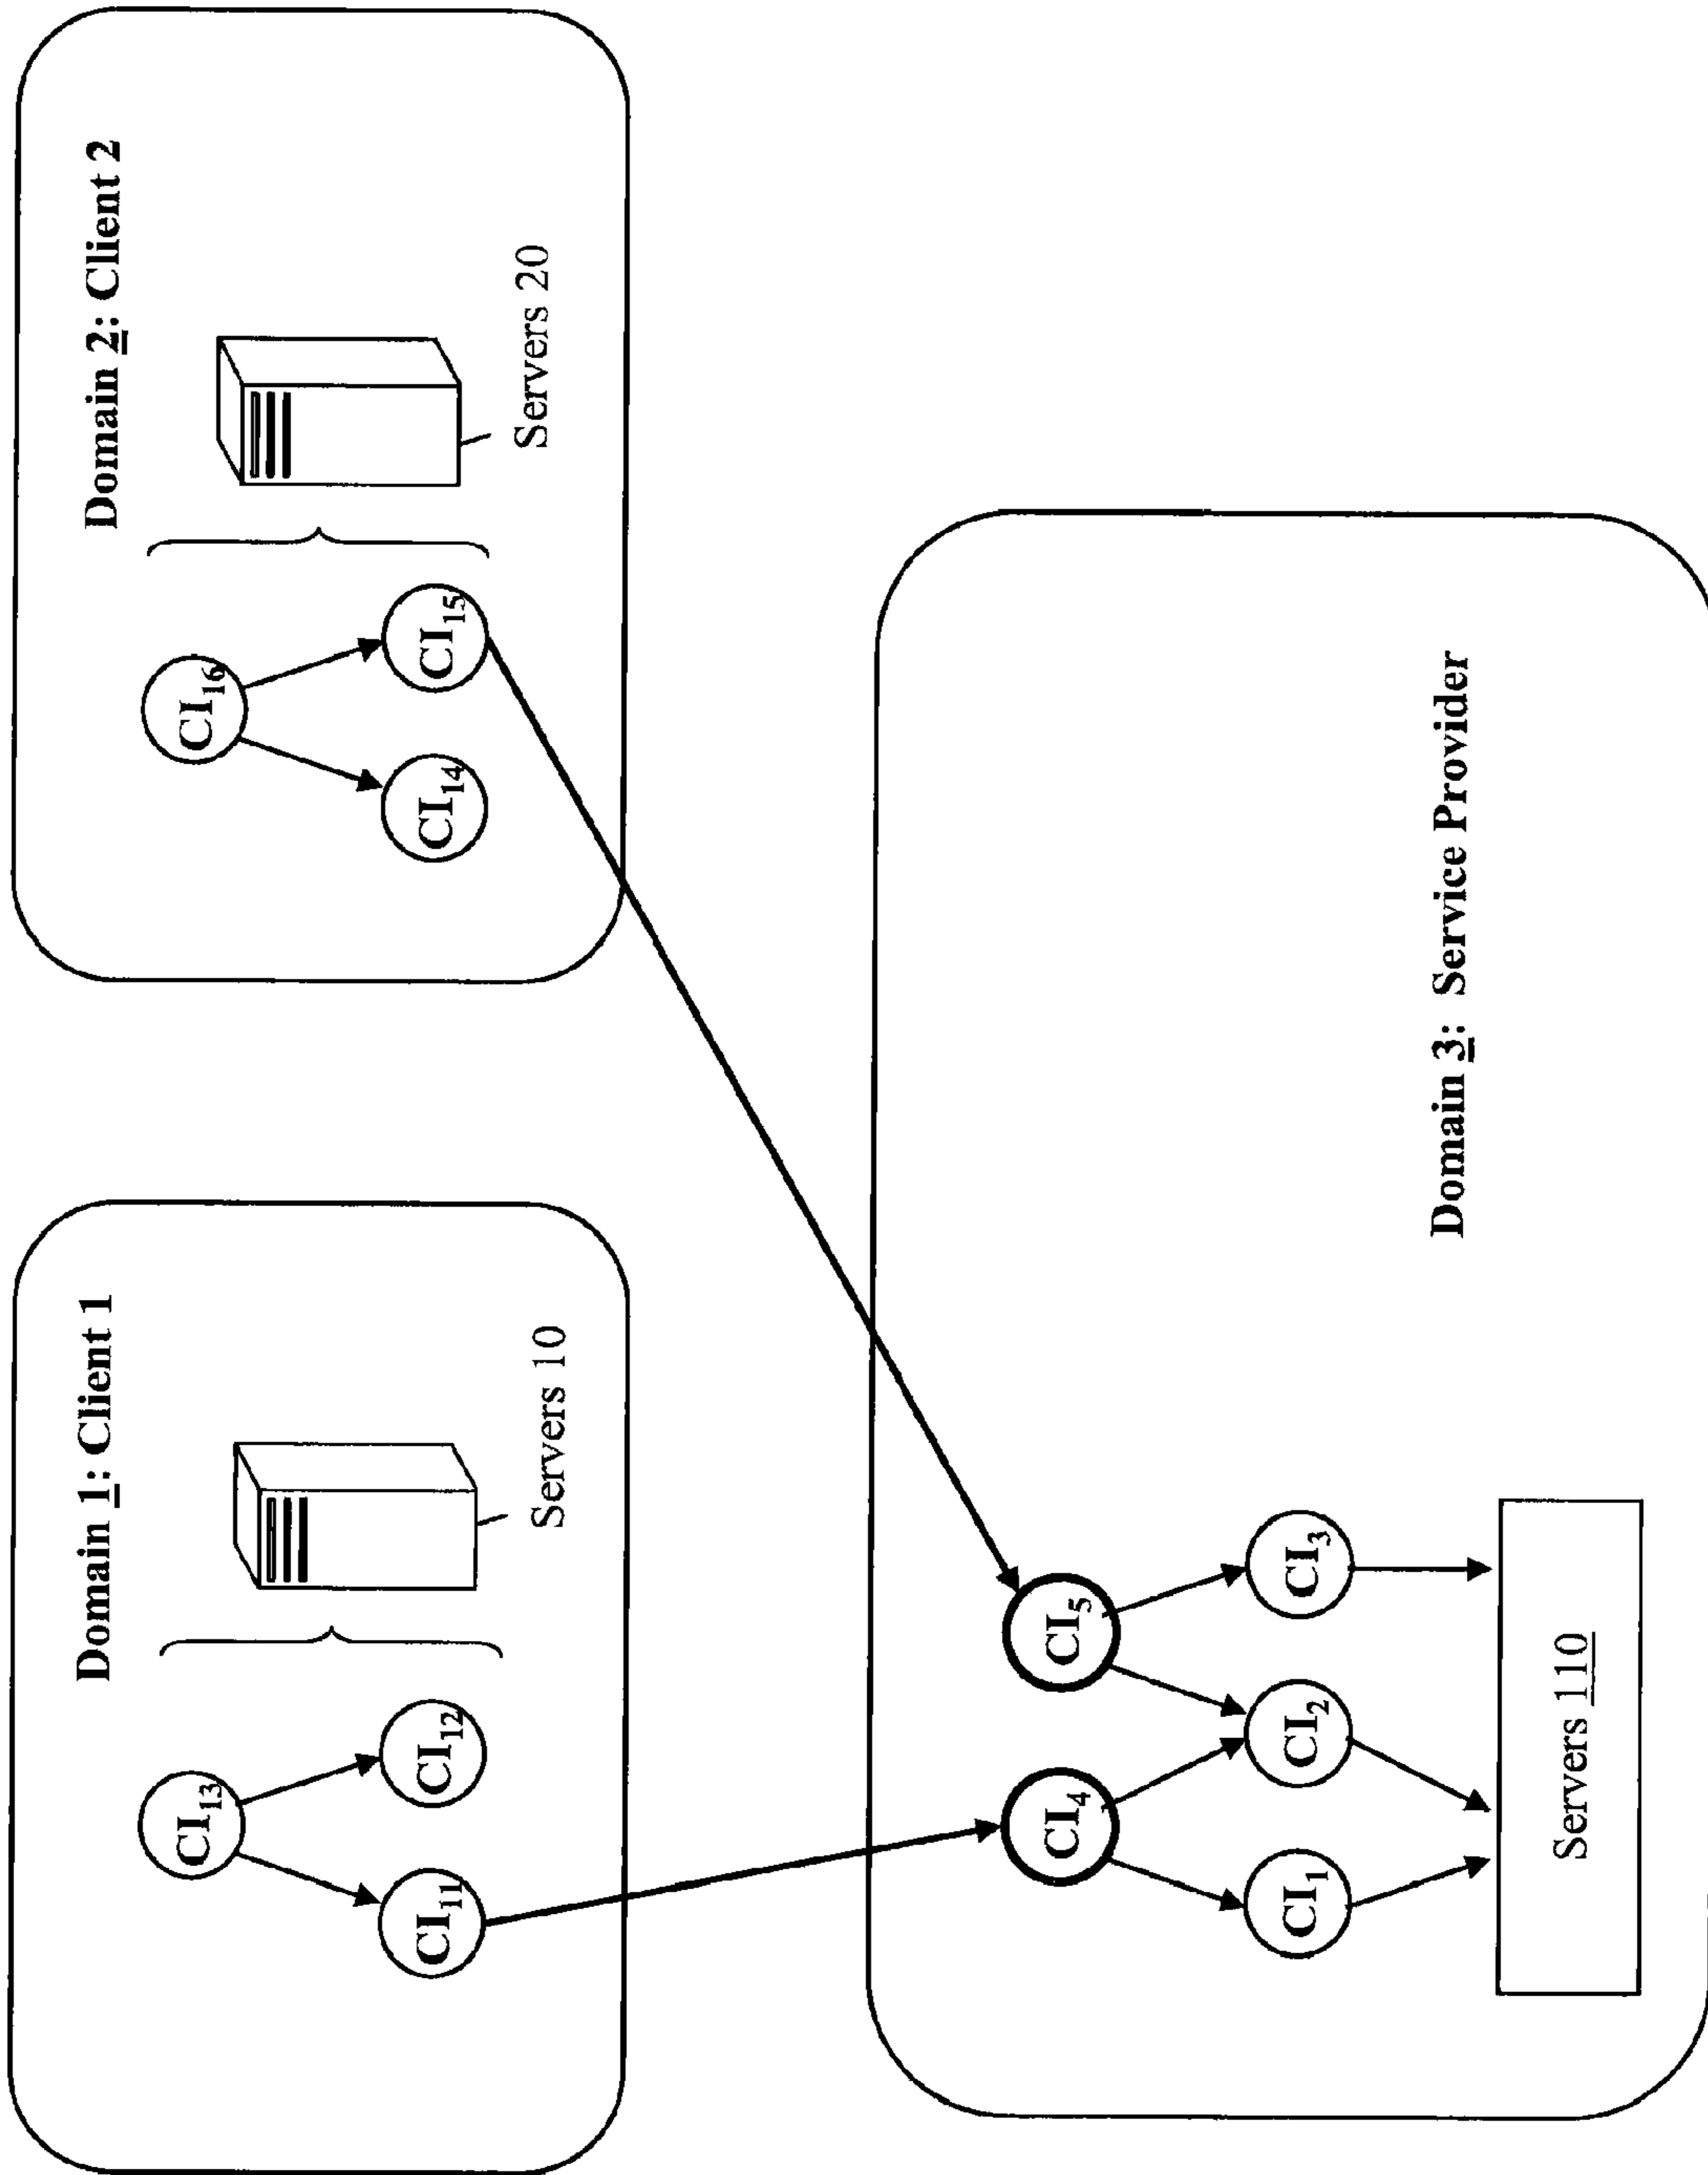 Domain 1: Client 1
CI13
CI11
CI12
Servers 10
Domain 2: Client 2
CI16
CI14
CI15
Servers 20
CI4
CI5
CI1
CI2
CI3
Servers 110
Domain 3: Service Provider